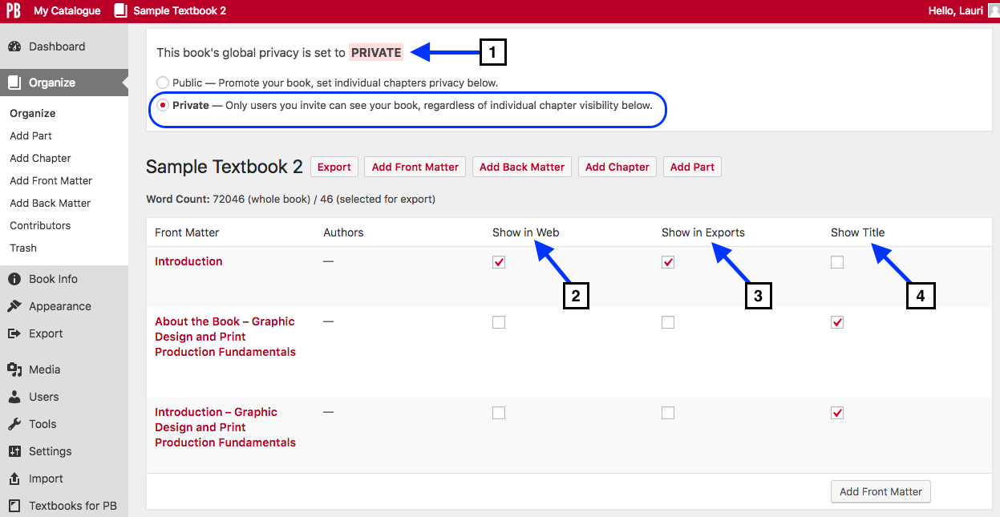 PB My Catalogue Sample Textbook 2 Hello, Lauri
Dashboard
Organize
Organize
Add Part
Add Chapter
Add Front Matter
Add Back Matter
Contributors
Trash
Book Info
Appearance
Export
Media
Users
Tools
Settings
Import
Textbooks for PB
This book's global privacy is set to PRIVATE 1
Public — Promote your book, set individual chapters privacy below.
Private — Only users you invite can see your book, regardless of individual chapter visibility below.
Sample Textbook 2 Export Add Front Matter Add Back Matter Add Chapter Add Part
Word Count: 72046 (whole book) / 46 (selected for export)
Front Matter Authors Show in Web Show in Exports Show Title
Introduction —
2 3 4
About the Book – Graphic —
Design and Print
Production Fundamentals
Introduction – Graphic —
Design and Print
Production Fundamentals
Add Front Matter